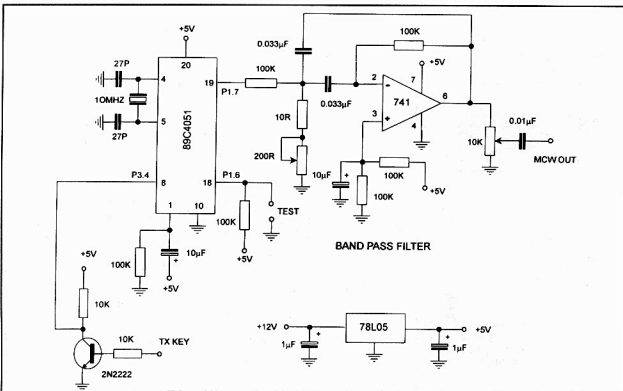 +5V
0.033µF
100K
+5V
27P
4
20
19
100K
2
7
10MHZ
P1.7
0.033µF
741
6
0.01µF
89C4051
10R
3
4
27P
5
10K
MCW OUT
200R
P3.4
8
18
P1.6
10µF
100K
+5V
TEST
100K
1
10
100K
+5V
BAND PASS FILTER
100K
10µF
+5V
+5V
10K
+12V
78L05
+5V
10K
TX KEY
1µF
1µF
2N2222